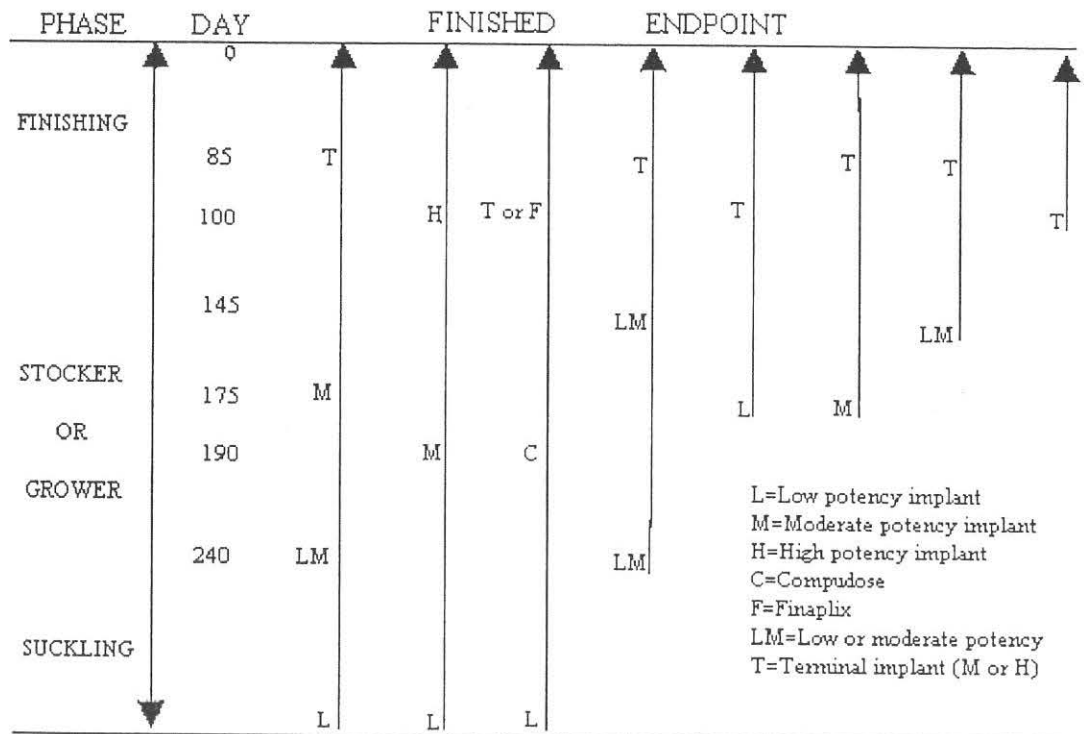 PHASE DAY FINISHED ENDPOINT
0
FINISHING
85 T T T T
100 H T or F T T
145 LM LM
STOCKER
175 M L M
OR
190 M C
GROWER
L=Low potency implant
M=Moderate potency implant
240 LM LM H=High potency implant
C=Compudose
F=Finaplix
SUCKLING LM=Low or moderate potency
T=Terminal implant (M or H)
L L L